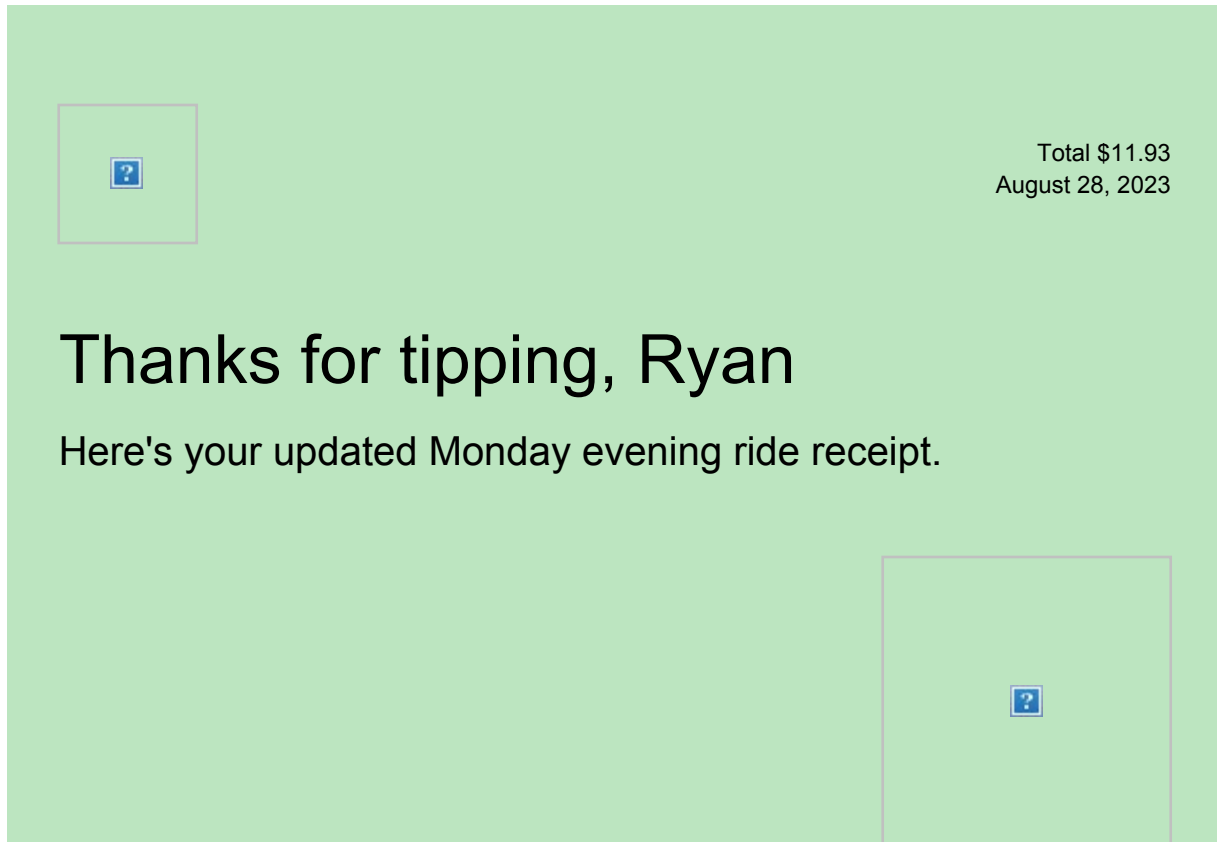 Total $11.93
August 28, 2023
Thanks for tipping, Ryan
Here's your updated Monday evening ride receipt.